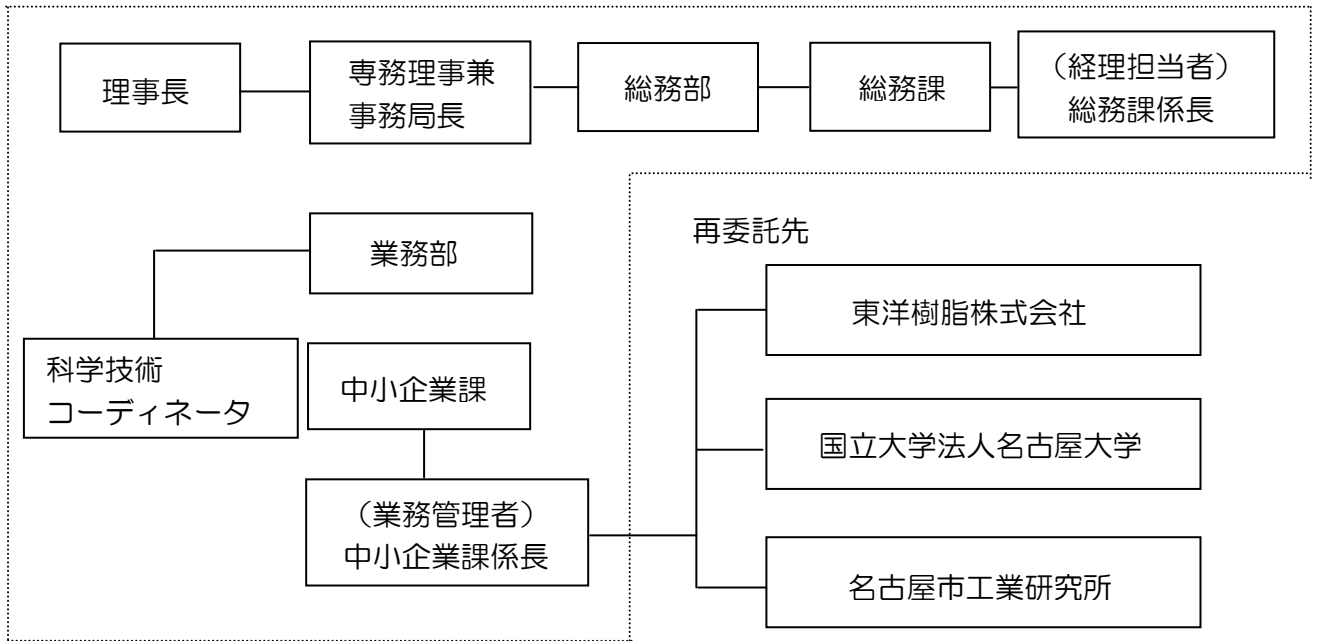 理事長
専務理事兼
事務局長
総務部
総務課
（経理担当者）
総務課係長
業務部
科学技術
コーディネータ
中小企業課
（業務管理者）
中小企業課係長
再委託先
東洋樹脂株式会社
国立大学法人名古屋大学
名古屋市工業研究所